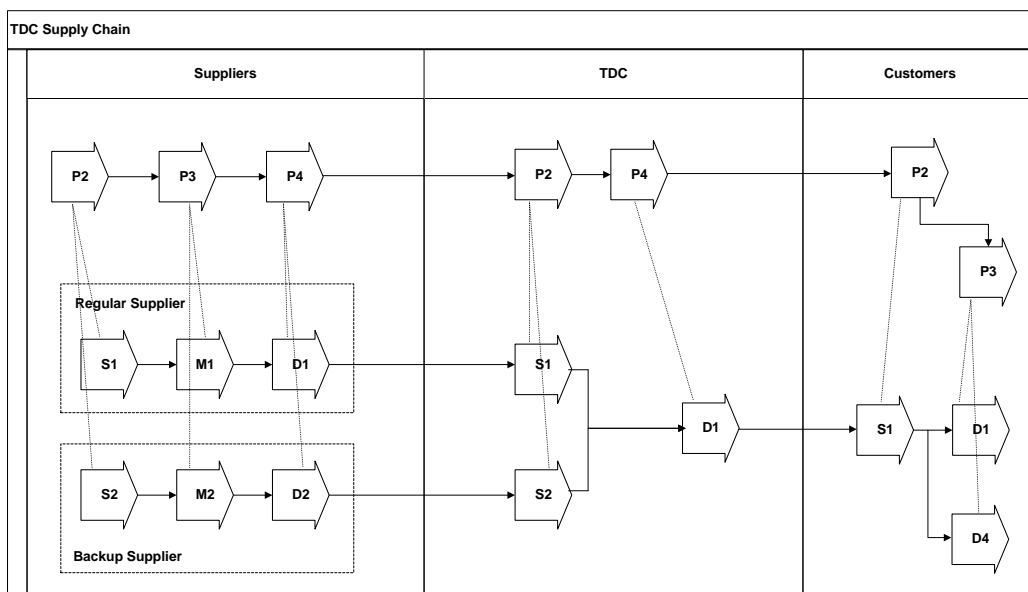 TDC Supply Chain
Suppliers
TDC
Customers
P2
P3
P4
P2
P4
P2
P3
Regular Supplier
S1
M1
D1
S1
D1
S1
D1
S2
M2
D2
S2
D4
Backup Supplier